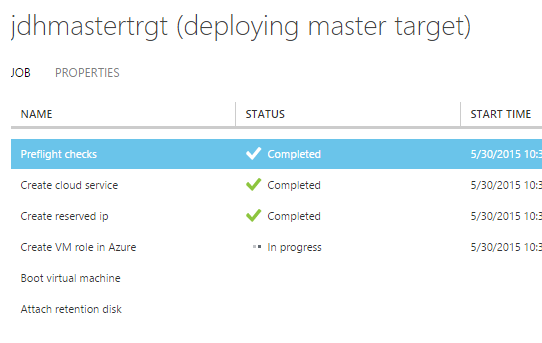 jdhmastertrgt (deploying master target)
JOB PROPERTIES
NAME STATUS START TIME
Preflight checks Completed 5/30/2015 10:3
Create cloud service Completed 5/30/2015 10:3
Create reserved ip Completed 5/30/2015 10:3
Create VM role in Azure In progress 5/30/2015 10:3
Boot virtual machine
Attach retention disk